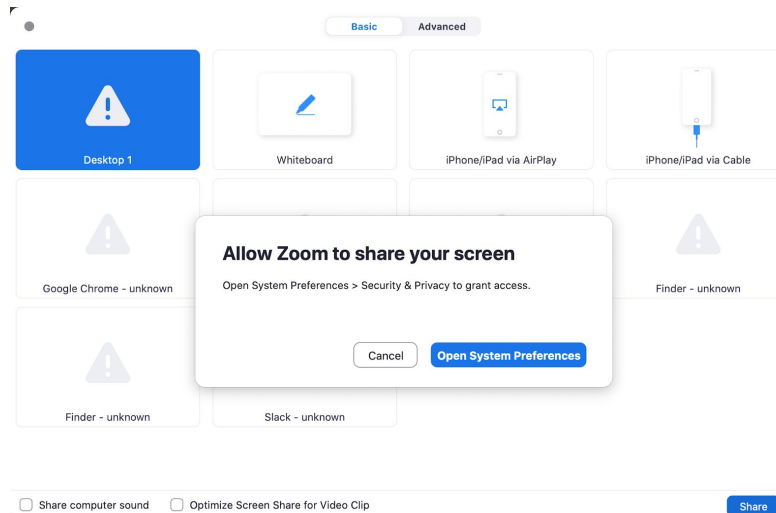 Basic
Advanced
Desktop 1
Whiteboard
iPhone/iPad via AirPlay
iPhone/iPad via Cable
Google Chrome - unknown
Finder - unknown
Allow Zoom to share your screen
Open System Preferences > Security & Privacy to grant access.
Cancel
Open System Preferences
Finder - unknown
Slack - unknown
Share computer sound
Optimize Screen Share for Video Clip
Share